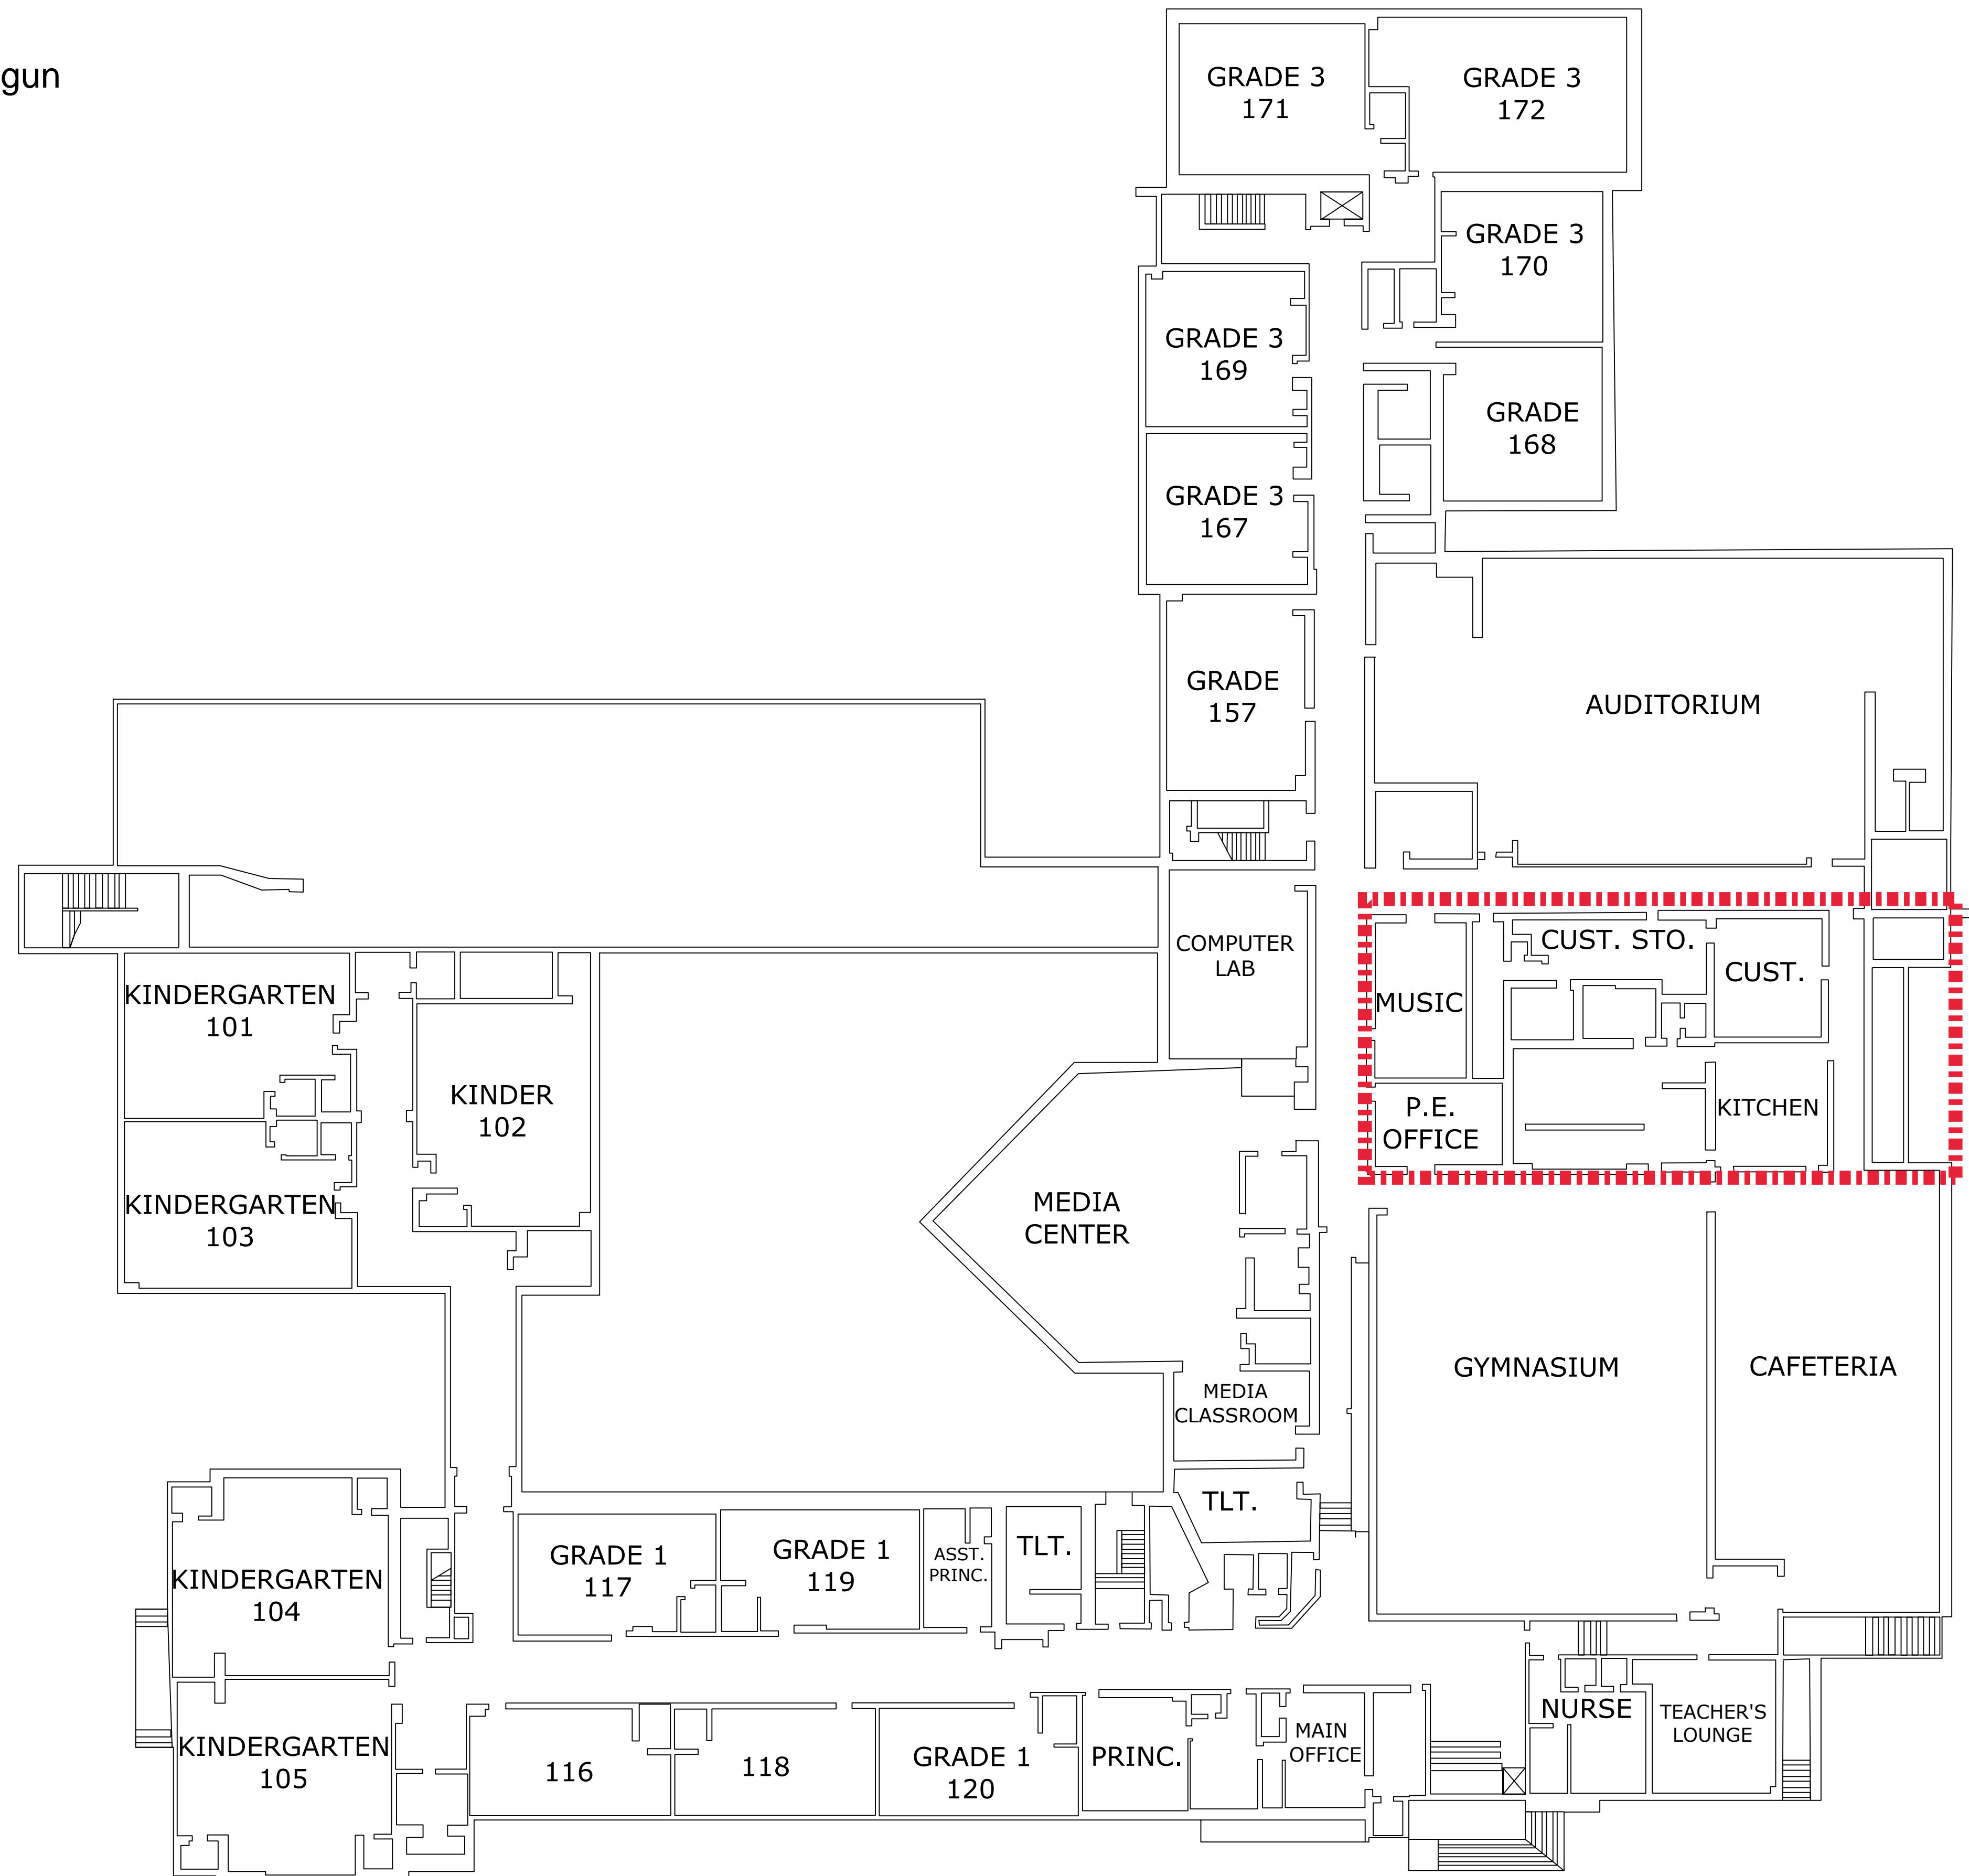 gun
GRADE 3
171
GRADE 3
172
GRADE 3
170
GRADE 3
169
GRADE
168
GRADE 3
167
GRADE
157
AUDITORIUM
COMPUTER
LAB
CUST. STO.
CUST.
MUSIC
KINDERGARTEN
101
KINDER
102
P.E.
OFFICE
KITCHEN
KINDERGARTEN
103
MEDIA
CENTER
GYMNASIUM
CAFETERIA
MEDIA
CLASSROOM
TLT.
KINDERGARTEN
104
GRADE 1
117
GRADE 1
119
ASST.
PRINC.
TLT.
KINDERGARTEN
105
116
118
GRADE 1
120
PRINC.
MAIN
OFFICE
NURSE
TEACHER'S
LOUNGE